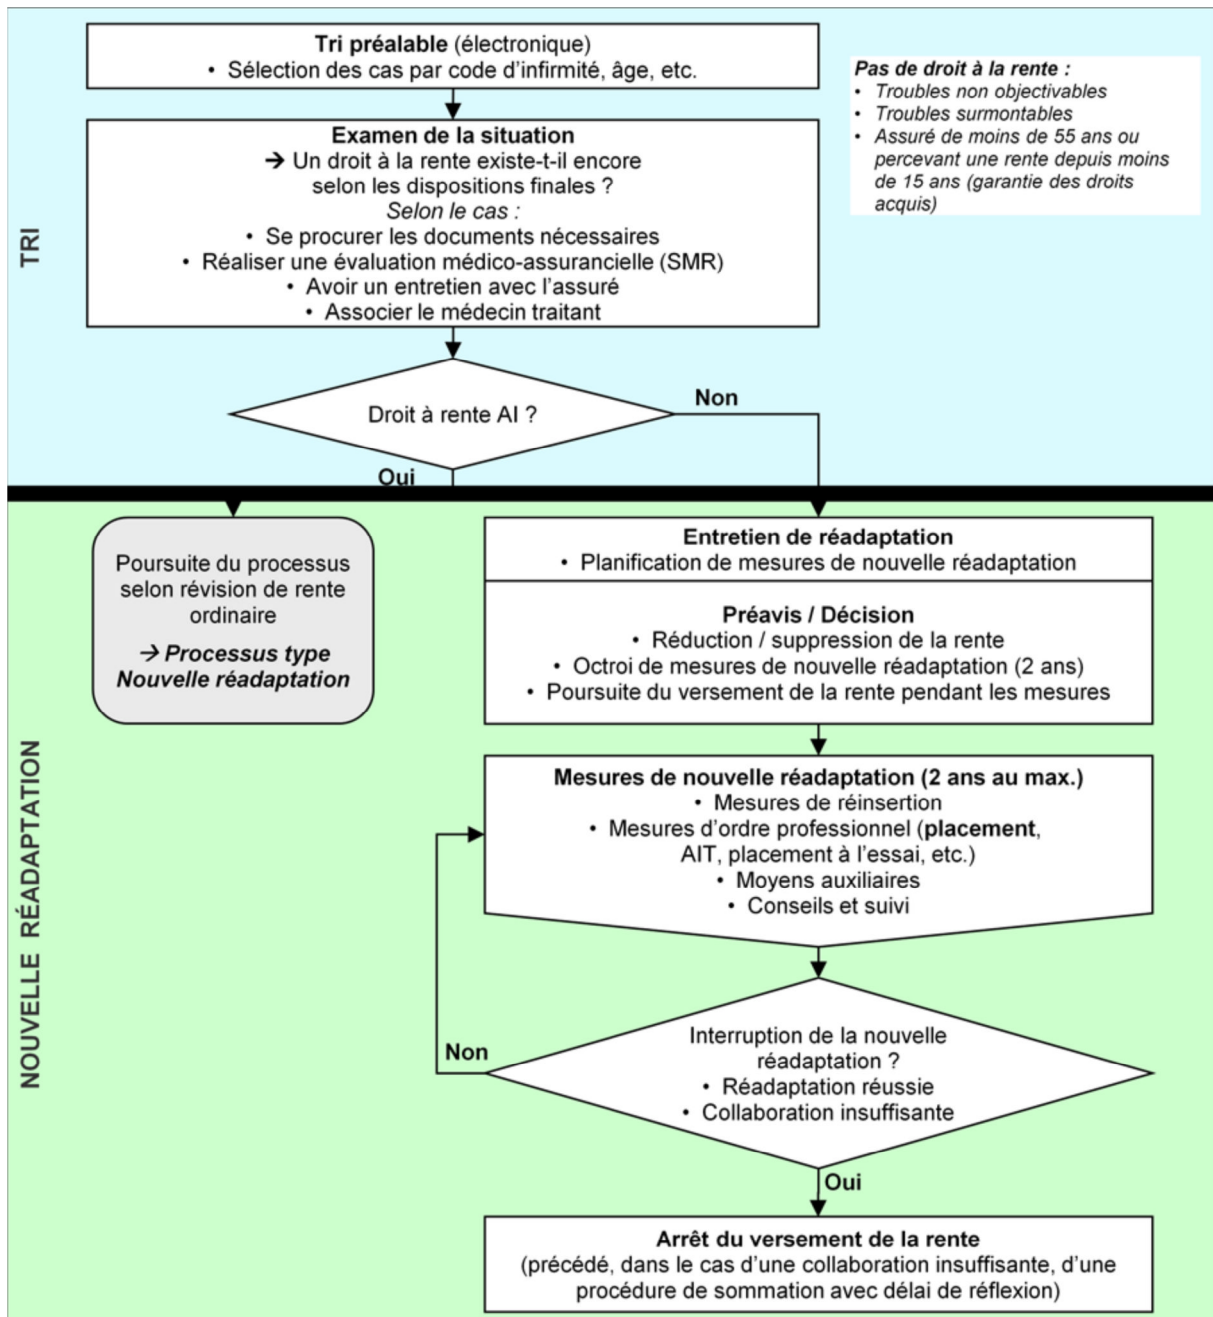 Tri préalable (électronique)
• Sélection des cas par code d’infirmité, âge, etc.
Pas de droit à la rente :
• Troubles non objectivables
• Troubles surmontables
• Assuré de moins de 55 ans ou
percevant une rente depuis moins
de 15 ans (garantie des droits
acquis)
Examen de la situation
→ Un droit à la rente existe-t-il encore
selon les dispositions finales ?
Selon le cas :
• Se procurer les documents nécessaires
• Réaliser une évaluation médico-assurancielle (SMR)
• Avoir un entretien avec l’assuré
• Associer le médecin traitant
TRI
Droit à rente AI ?
Non
Oui
Poursuite du processus
selon révision de rente
ordinaire
→ Processus type
Nouvelle réadaptation
Entretien de réadaptation
• Planification de mesures de nouvelle réadaptation
Préavis / Décision
• Réduction / suppression de la rente
• Octroi de mesures de nouvelle réadaptation (2 ans)
• Poursuite du versement de la rente pendant les mesures
NOUVELLE RÉADAPTATION
Mesures de nouvelle réadaptation (2 ans au max.)
• Mesures de réinsertion
• Mesures d’ordre professionnel (placement,
AIT, placement à l’essai, etc.)
• Moyens auxiliaires
• Conseils et suivi
Interruption de la nouvelle
réadaptation ?
• Réadaptation réussie
• Collaboration insuffisante
Non
Oui
Arrêt du versement de la rente
(précédé, dans le cas d’une collaboration insuffisante, d’une
procédure de sommation avec délai de réflexion)